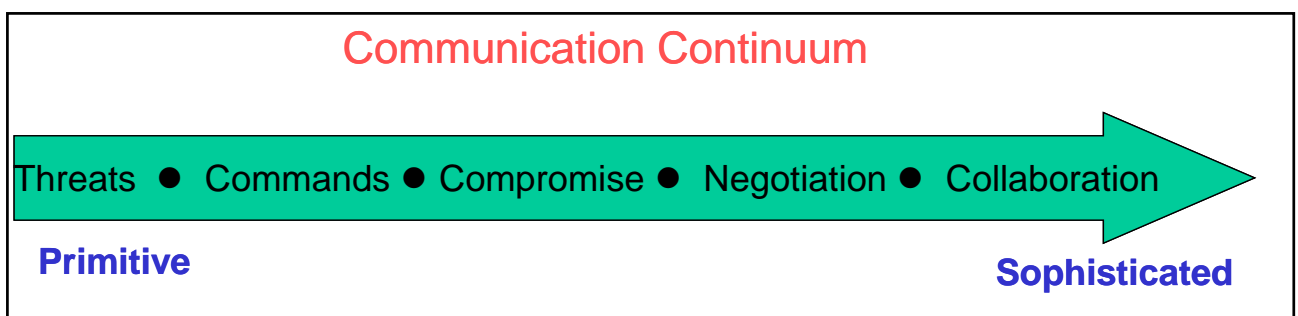 Communication Continuum
Threats ● Commands ● Compromise ● Negotiation ● Collaboration
Primitive
Sophisticated